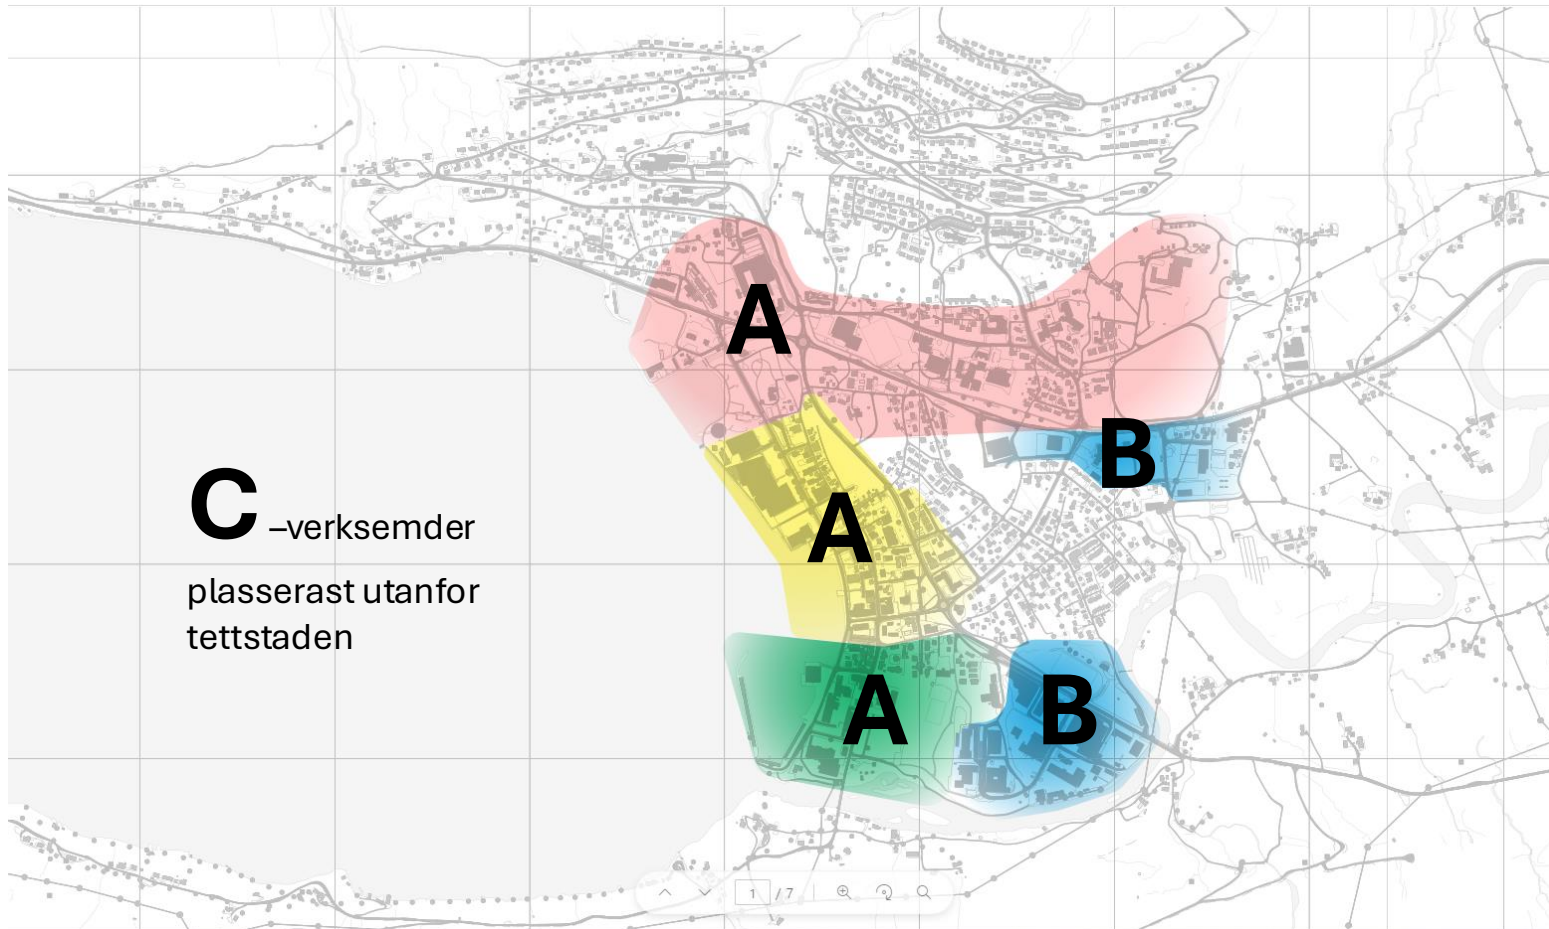 A
B
C –verksemder
plasserast utanfor
tettstaden
A
A
B
1 / 7